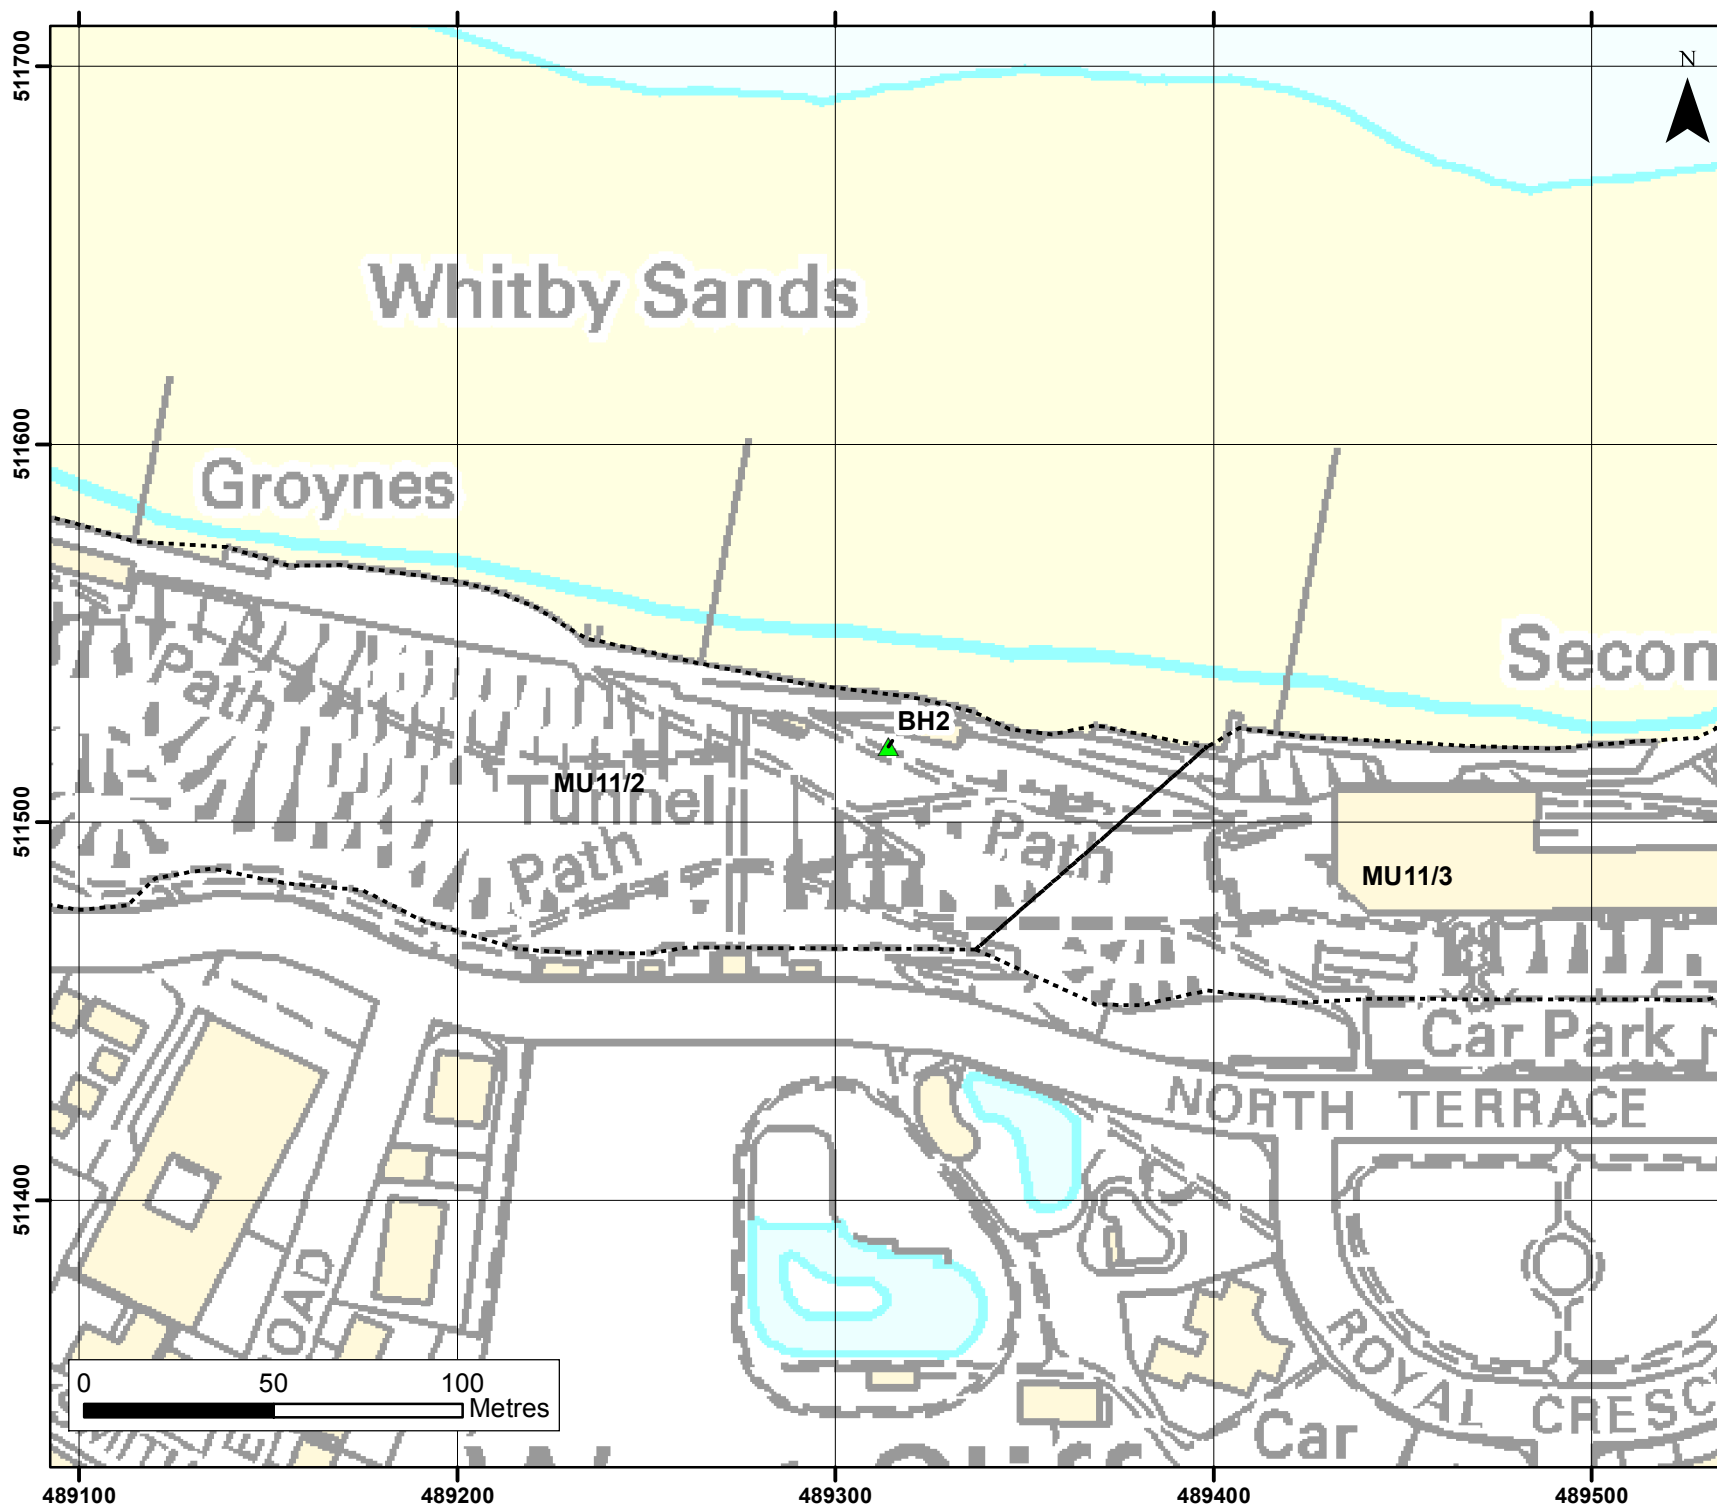 511700
N
Whitby Sands
511600
Groynes
Secon
Path
BH2
MU11/2
Tunnel
511500
Path
Path
MU11/3
Car Park
NORTH TERRACE
511400
ROAD
ROYAL CRESC
0 50 100
Metres
Car
489100 489200 489300 489400 489500